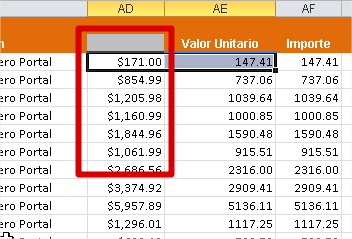 AD AE AF
n Valor Unitario Importe
ero Portal $171.00 147.41 147.41
ero Portal $854.99 737.06 737.06
ero Portal $1,205.98 1039.64 1039.64
ero Portal $1,160.99 1000.85 1000.85
ero Portal $1,844.96 1590.48 1590.48
ero Portal $1,061.99 915.51 915.51
ero Portal $2,686.56 2316.00 2316.00
ero Portal $3,374.92 2909.41 2909.41
ero Portal $5,957.89 5136.11 5136.11
ero Portal $1,296.01 1117.25 1117.25